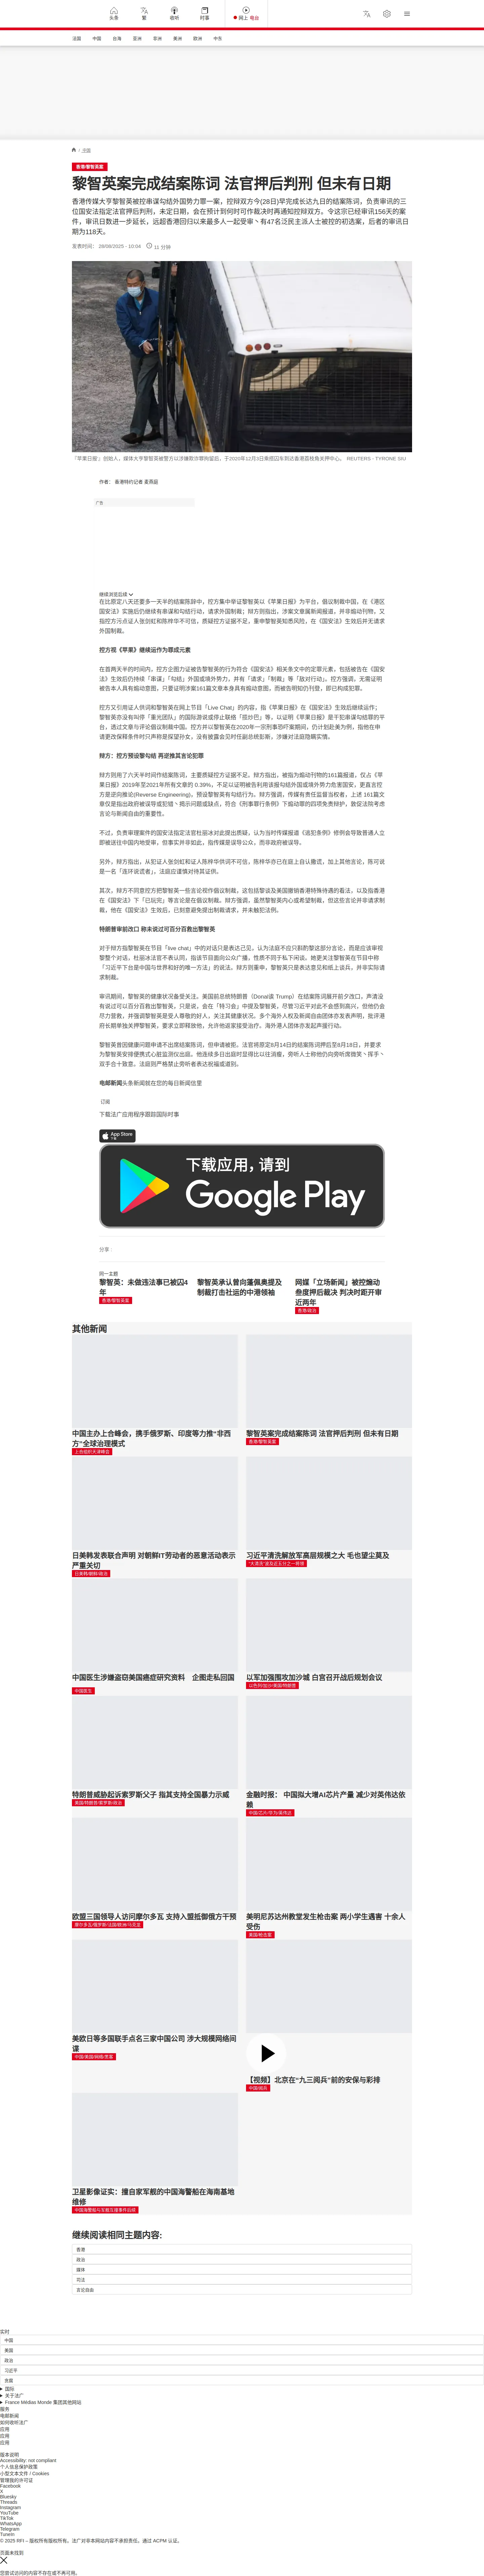 头条
繁
收听
时事
网上 电台
法国
中国
台湾
亚洲
非洲
美洲
欧洲
中东
/ 中国
香港/黎智英案
黎智英案完成结案陈词 法官押后判刑 但未有日期
香港传媒大亨黎智英被控串谋勾结外国势力罪一案，控辩双方今(28日)早完成长达九日的结案陈词，负责审讯的三位国安法指定法官押后判刑，未定日期，会在预计到何时可作裁决时再通知控辩双方。令这宗已经审讯156天的案件，审讯日数进一步延长，远超香港回归以来最多人一起受审丶有47名泛民主派人士被控的初选案，后者的审讯日期为118天。
发表时间： 28/08/2025 - 10:04
11 分钟
「苹果日报」创始人，媒体大亨黎智英被警方以涉嫌欺诈罪拘留后，于2020年12月3日乘囚囚车到达香港荔枝角关押中心。 REUTERS - TYRONE SIU
作者： 香港特约记者 麦燕庭
广告
继续浏览后续
在比原定八天还要多一天半的结案陈辞中，控方集中举证黎智英以《苹果日报》为平台，倡议制裁中国，在《港区国安法》实施后仍继续有串谋和勾结行动，请求外国制裁；辩方则指出，涉案文章属新闻报道，并非煽动刊物，又指控方污点证人张剑虹和陈梓华不可信，质疑控方证据不足，重申黎智英知悉风险，在《国安法》生效后并无请求外国制裁。
控方视《苹果》继续运作为罪成元素
在首两天半的时间内，控方企图力证被告黎智英的行为符合《国安法》相关条文中的定罪元素，包括被告在《国安法》生效后仍持续「串谋」「勾结」外国或境外势力，并有「请求」「制裁」等「敌对行动」。控方强调，无需证明被告本人具有煽动意图，只要证明涉案161篇文章本身具有煽动意图，而被告明知仍刊登，即已构成犯罪。
控方又引用证人供词和黎智英在网上节目「Live Chat」的内容，指《苹果日报》在《国安法》生效后继续运作；黎智英亦没有叫停「重光团队」的国际游说或停止联络「揽炒巴」等，以证明《苹果日报》是干犯串谋勾结罪的平台，透过文章与评论倡议制裁中国。控方并以黎智英在2020年一宗刑事恐吓案期间，仍计划赴美为例，指他在申请更改保释条件时只声称是探望孙女，没有披露会见时任副总统彭斯，涉嫌对法庭隐瞒实情。
辩方：控方预设黎勾结 再逆推其言论犯罪
辩方则用了六天半时间作结案陈词，主要质疑控方证据不足。辩方指出，被指为煽动刊物的161篇报道，仅占《苹果日报》2019年至2021年所有文章的 0.39%，不足以证明被告利用该报勾结外国或境外势力危害国安，更直言控方是逆向推论(Reverse Engineering)，预设黎智英有勾结行为。辩方强调，传媒有责任监督当权者，上述 161篇文章仅是指出政府被误导或犯错丶揭示问题或缺点，符合《刑事罪行条例》下煽动罪的四项免责辩护，敦促法院考虑言论与新闻自由的重要性。
不过，负责审理案件的国安法指定法官杜丽冰对此提出质疑，认为当时传媒报道《逃犯条例》修例会导致普通人立即被送往中国内地受审，但事实并非如此，指传媒是误导公众，而非政府被误导。
另外，辩方指出，从犯证人张剑虹和证人陈梓华供词不可信，陈梓华亦已在庭上自认撒谎，加上其他言论，陈可说是一名「连环说谎者」，法庭应谨慎对待其证供。
其次，辩方不同意控方把黎智英一些言论视作倡议制裁，这包括黎谈及美国撤销香港特殊待遇的看法，以及指香港在《国安法》下「已玩完」等言论是在倡议制裁。辩方强调，虽然黎智英内心或希望制裁，但这些言论并非请求制裁，他在《国安法》生效后，已刻意避免提出制裁请求，并未触犯法例。
特朗普审前改口 称未说过可百分百救出黎智英
对于辩方指黎智英在节目「live chat」中的对话只是表达己见，认为法庭不应只斟酌黎这部分言论，而是应该审视黎整个对话，杜丽冰法官不表认同，指该节目面向公众广播，性质不同于私下闲谈。她更关注黎智英在节目中称「习近平下台是中国与世界和好的唯一方法」的说法。辩方则重申，黎智英只是表达意见和纸上谈兵，并非实际请求制裁。
审讯期间，黎智英的健康状况备受关注。美国前总统特朗普（Donald Trump）在结案陈词展开前夕改口，声清没有说过可以百分百救出黎智英，只是说，会在「特习会」中提及黎智英，尽管习近平对此不会感到高兴，但他仍会尽力营救，并强调黎智英是受人尊敬的好人，关注其健康状况。多个海外人权及新闻自由团体亦发表声明，批评港府长期单独关押黎智英，要求立即释放他，允许他返家接受治疗。海外港人团体亦发起声援行动。
黎智英曾因健康问题申请不出席结案陈词，但申请被拒。法官将原定8月14日的结案陈词押后至8月18日，并要求为黎智英安排便携式心脏监测仪出庭。他连续多日出庭时显得比以往消瘦，旁听人士称他仍向旁听席微笑丶挥手丶双手合十致意。法庭则严格禁止旁听者表达祝福或道别。
电邮新闻头条新闻就在您的每日新闻信里
订阅
下载法广应用程序跟踪国际时事
App Store
下载
下载应用，请到
Google Play
分享 :
同一主题
黎智英：未做违法事已被囚4年
香港/黎智英案
黎智英承认曾向蓬佩奥提及制裁打击社运的中港领袖
网媒「立场新闻」被控煽动叁度押后裁决 判决时距开审近两年
香港/政治
其他新闻
中国主办上合峰会，携手俄罗斯、印度等力推“非西方”全球治理模式
上合组织天津峰会
黎智英案完成结案陈词 法官押后判刑 但未有日期
香港/黎智英案
日美韩发表联合声明 对朝鲜IT劳动者的恶意活动表示严重关切
日美韩/朝鲜/政治
习近平清洗解放军高层规模之大 毛也望尘莫及
“大清洗”波及近五分之一将领
中国医生涉嫌盗窃美国癌症研究资料　企图走私回国
中国医生
以军加强围攻加沙城 白宫召开战后规划会议
以色列/加沙/美国/特朗普
特朗普威胁起诉索罗斯父子 指其支持全国暴力示威
美国/特朗普/索罗斯/政治
金融时报： 中国拟大增AI芯片产量 减少对英伟达依赖
中国/芯片/华为/英伟达
欧盟三国领导人访问摩尔多瓦 支持入盟抵御俄方干预
摩尔多瓦/俄罗斯/法国/欧洲/马克龙
美明尼苏达州教堂发生枪击案 两小学生遇害 十余人受伤
美国/枪击案
美欧日等多国联手点名三家中国公司 涉大规模网络间谍
中国/美国/网络/黑客
【视频】北京在“九三阅兵”前的安保与彩排
中国/阅兵
卫星影像证实：撞自家军舰的中国海警船在海南基地维修
中国海警船与军舰互撞事件后续
继续阅读相同主题内容:
香港
政治
媒体
司法
言论自由
实时
中国
美国
政治
习近平
贪腐
国际
关于法广
France Médias Monde 集团其他网站
服务
电邮新闻
如何收听法广
应用
应用
应用
版本说明
Accessibility: not compliant
个人信息保护政策
小型文本文件 / Cookies
管理我的许可证
Facebook
X
Bluesky
Threads
Instagram
YouTube
TikTok
WhatsApp
Telegram
TuneIn
© 2025 RFI – 版权所有版权所有。法广对非本网站内容不承担责任。通过 ACPM 认证。
页面未找到
您尝试访问的内容不存在或不再可用。